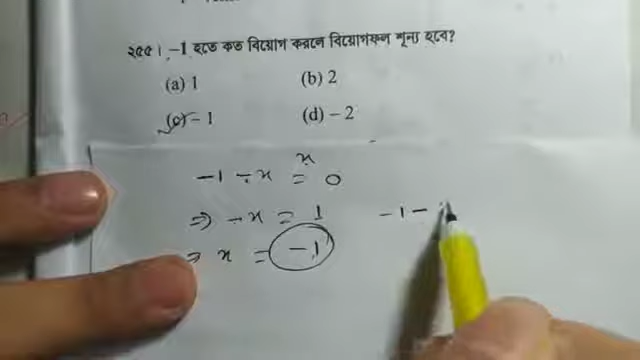 ২৫৫। -1 হতে কত বিয়োগ করলে বিয়োগফল শূন্য হবে?
(a) 1 (b) 2
(c) - 1 (d) - 2
x
-1 - x = 0
⇒ - x = 1 -1 -
⇒ x = -1